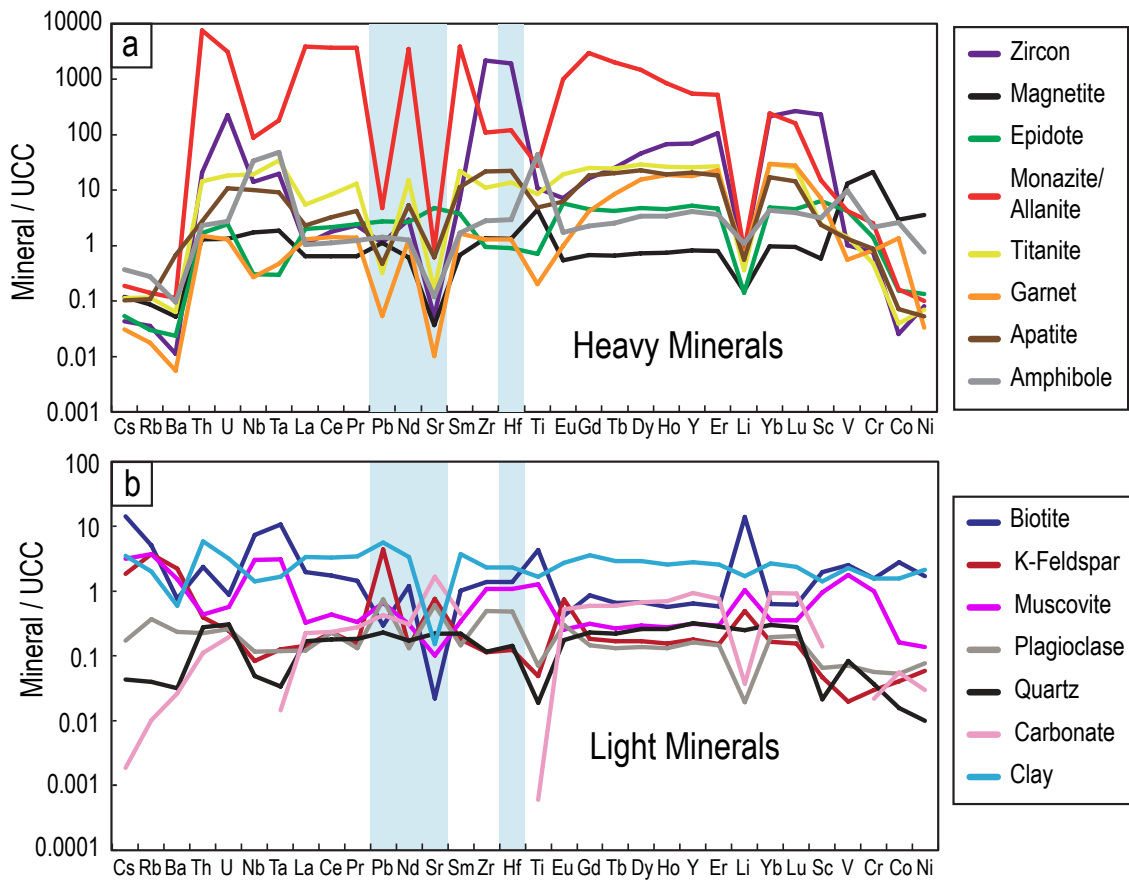 a
10000
1000
100
10
1
0.1
0.01
0.001
Mineral / UCC
Heavy Minerals
Cs Rb Ba Th U Nb Ta La Ce Pr Pb Nd Sr Sm Zr Hf Ti Eu Gd Tb Dy Ho Y Er Li Yb Lu Sc V Cr Co Ni
Zircon
Magnetite
Epidote
Monazite/
Allanite
Titanite
Garnet
Apatite
Amphibole
b
100
10
1
0.1
0.01
0.001
0.0001
Mineral / UCC
Light Minerals
Cs Rb Ba Th U Nb Ta La Ce Pr Pb Nd Sr Sm Zr Hf Ti Eu Gd Tb Dy Ho Y Er Li Yb Lu Sc V Cr Co Ni
Biotite
K-Feldspar
Muscovite
Plagioclase
Quartz
Carbonate
Clay